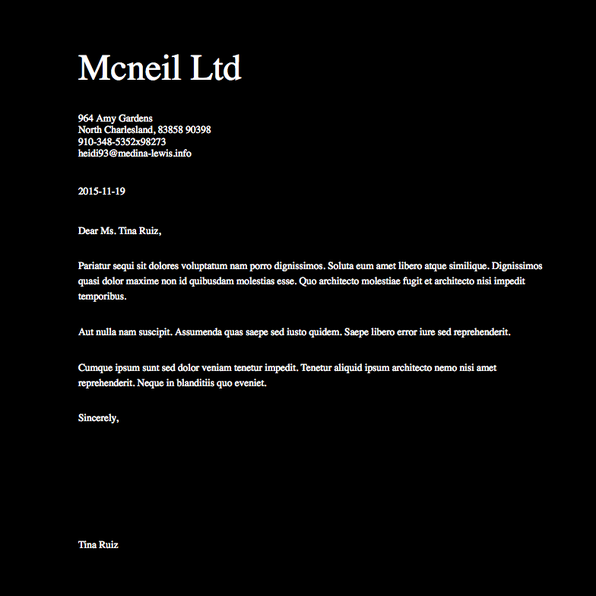 Mcneil Ltd
964 Amy Gardens
North Charlesland, 83858 90398
910-348-5352x98273
heidi93@medina-lewis.info
2015-11-19
Dear Ms. Tina Ruiz,
Pariatur sequi sit dolores voluptatum nam porro dignissimos. Soluta eum amet libero atque similique. Dignissimos
quasi dolor maxime non id quibusdam molestias esse. Quo architecto molestiae fugit et architecto nisi impedit
temporibus.
Aut nulla nam suscipit. Assumenda quas saepe sed iusto quidem. Saepe libero error iure sed reprehenderit.
Cumque ipsum sunt sed dolor veniam tenetur impedit. Tenetur aliquid ipsum architecto nemo nisi amet
reprehenderit. Neque in blanditiis quo eveniet.
Sincerely,
Tina Ruiz